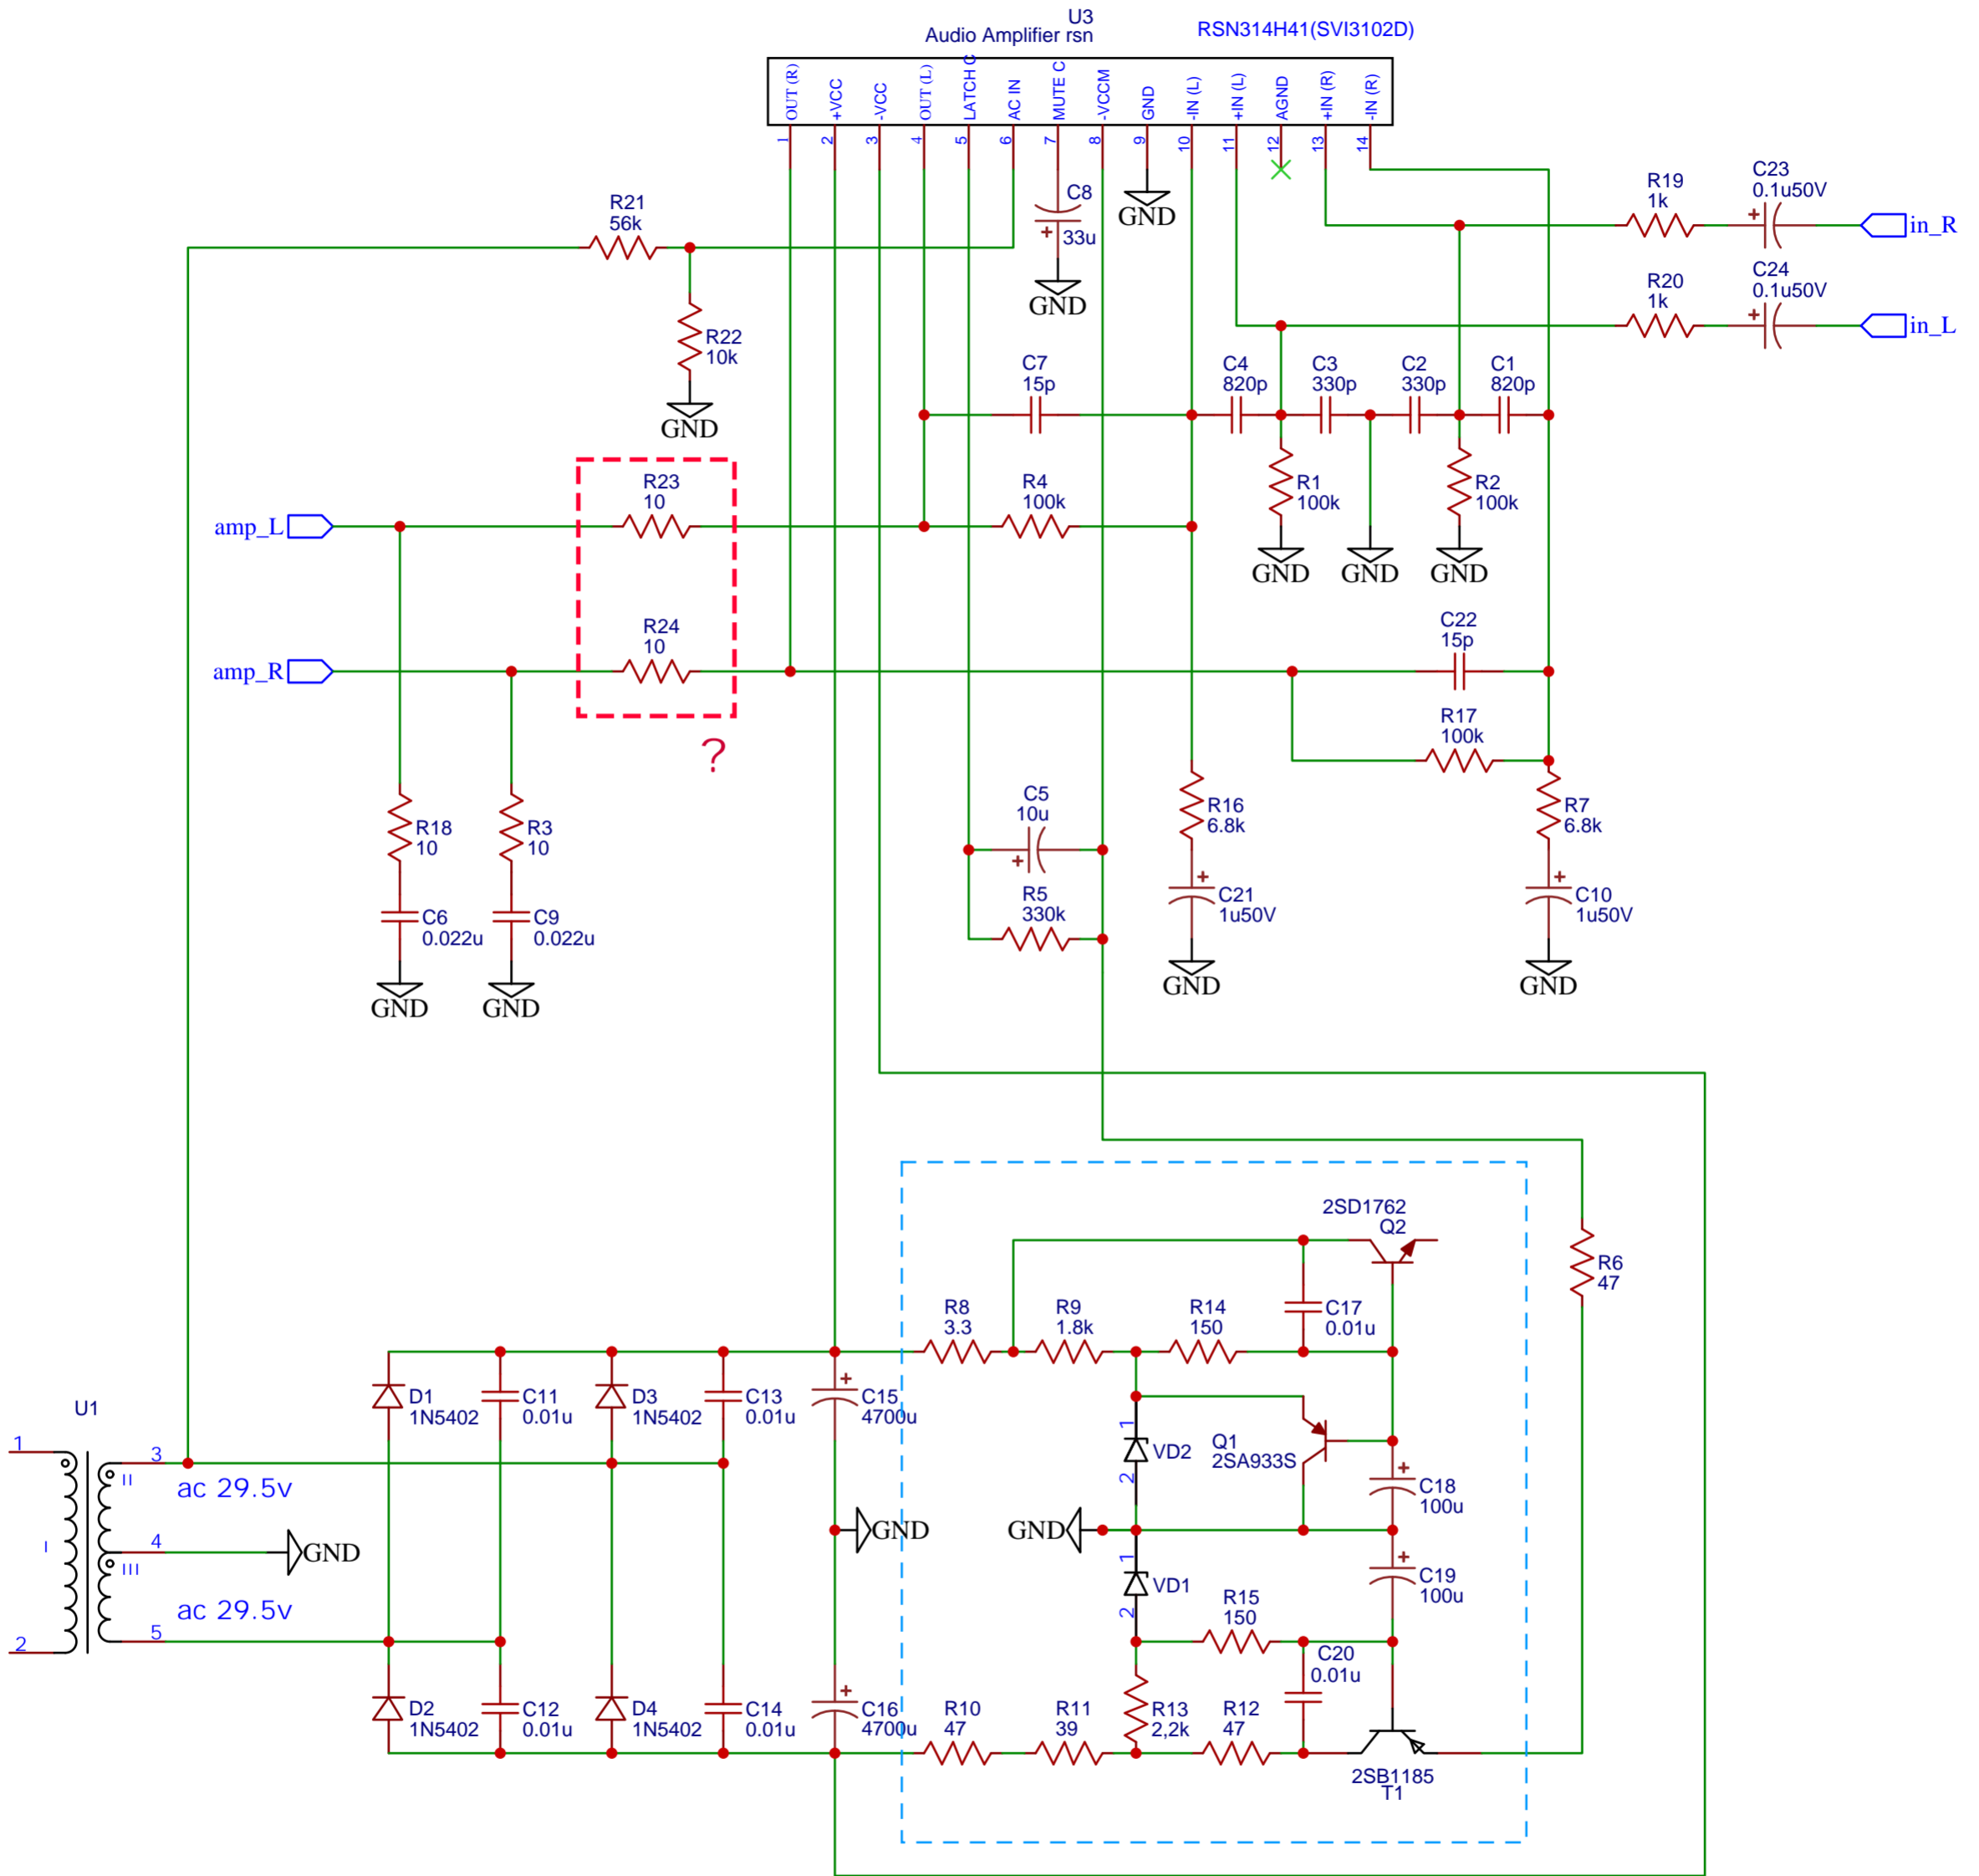 U3
Audio Amplifier rsn
RSN314H41(SVI3102D)
OUT (R)
+VCC
-VCC
OUT (L)
LATCH C
AC IN
MUTE C
-VCCM
GND
-IN (L)
+IN (L)
AGND
+IN (R)
-IN (R)
1
2
3
4
5
6
7
8
9
10
11
12
13
14
C8
33u
+
GND
GND
R21
56k
R22
10k
GND
R19
1k
C23
0.1u50V
+
in_R
R20
1k
C24
0.1u50V
+
in_L
C7
15p
C4
820p
C3
330p
C2
330p
C1
820p
R23
10
R4
100k
R1
100k
R2
100k
amp_L
GND
GND
GND
R24
10
amp_R
C22
15p
R17
100k
?
R18
10
R3
10
C5
10u
+
R16
6.8k
R7
6.8k
C6
0.022u
C9
0.022u
R5
330k
+
C21
1u50V
+
C10
1u50V
GND
GND
GND
GND
2SD1762
Q2
R6
47
R8
3.3
R9
1.8k
R14
150
C17
0.01u
U1
1
2
3
4
5
I
II
III
ac 29.5v
ac 29.5v
GND
D1
1N5402
C11
0.01u
D3
1N5402
C13
0.01u
+
C15
4700u
1
VD2
2
Q1
2SA933S
+
C18
100u
GND
GND
1
VD1
2
+
C19
100u
R15
150
C20
0.01u
D2
1N5402
C12
0.01u
D4
1N5402
C14
0.01u
+
C16
4700u
R10
47
R11
39
R13
2,2k
R12
47
2SB1185
T1